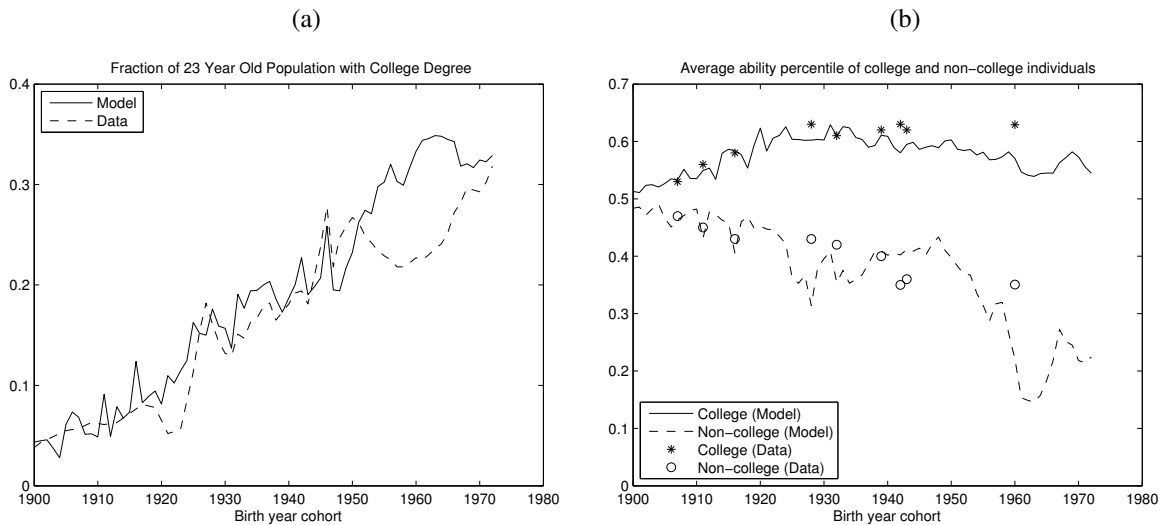 (a)
Fraction of 23 Year Old Population with College Degree
0.4
0.3
0.2
0.1
0
Model
Data
1900 1910 1920 1930 1940 1950 1960 1970 1980
Birth year cohort
(b)
Average ability percentile of college and non−college individuals
0.7
0.6
0.5
0.4
0.3
0.2
0.1
0
College (Model)
Non−college (Model)
College (Data)
Non−college (Data)
1900 1910 1920 1930 1940 1950 1960 1970 1980
Birth year cohort